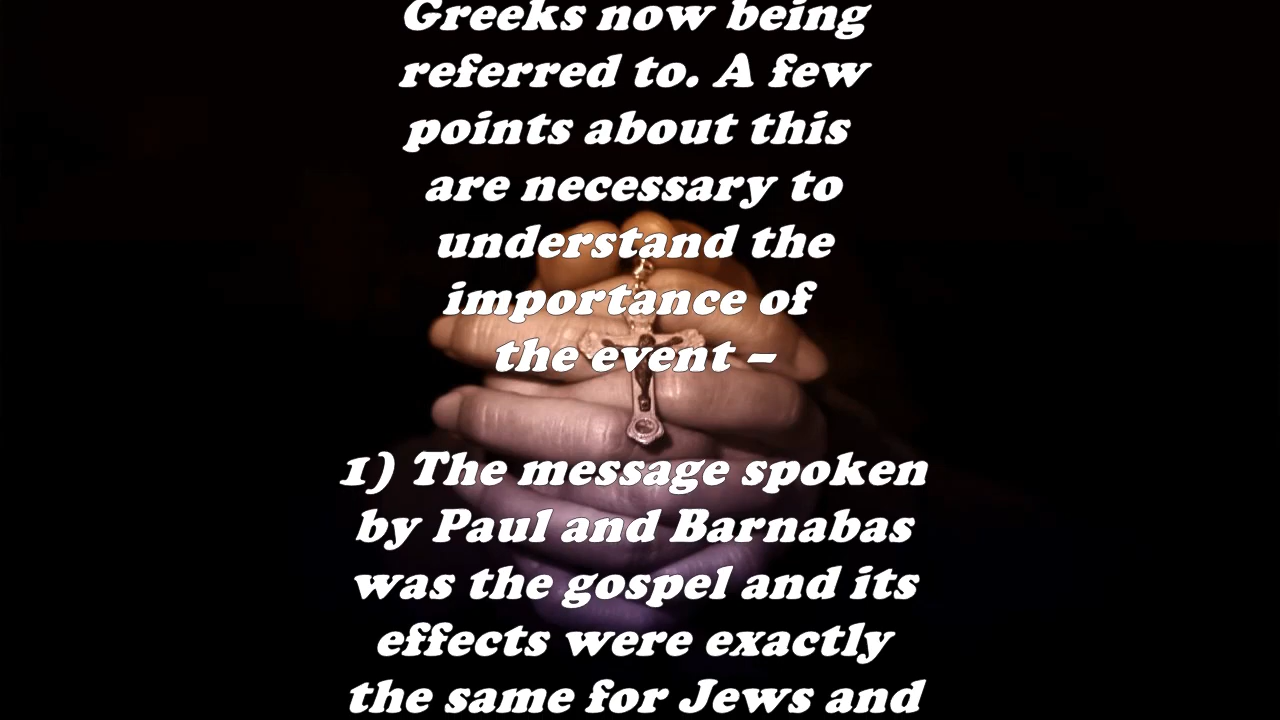 Greeks now being
referred to. A few
points about this
are necessary to
understand the
importance of
the event –
1) The message spoken
by Paul and Barnabas
was the gospel and its
effects were exactly
the same for Jews and